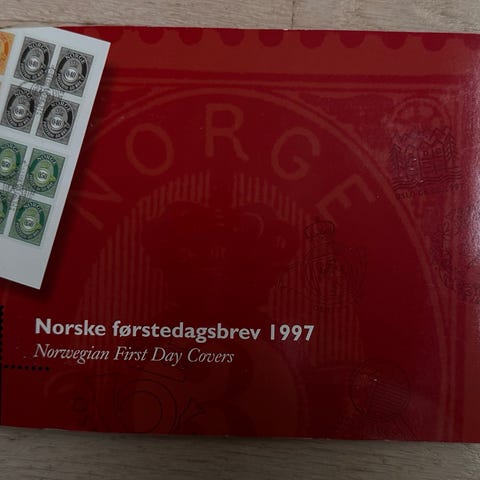 NORGE
Norske førstedagsbrev 1997
Norwegian First Day Covers